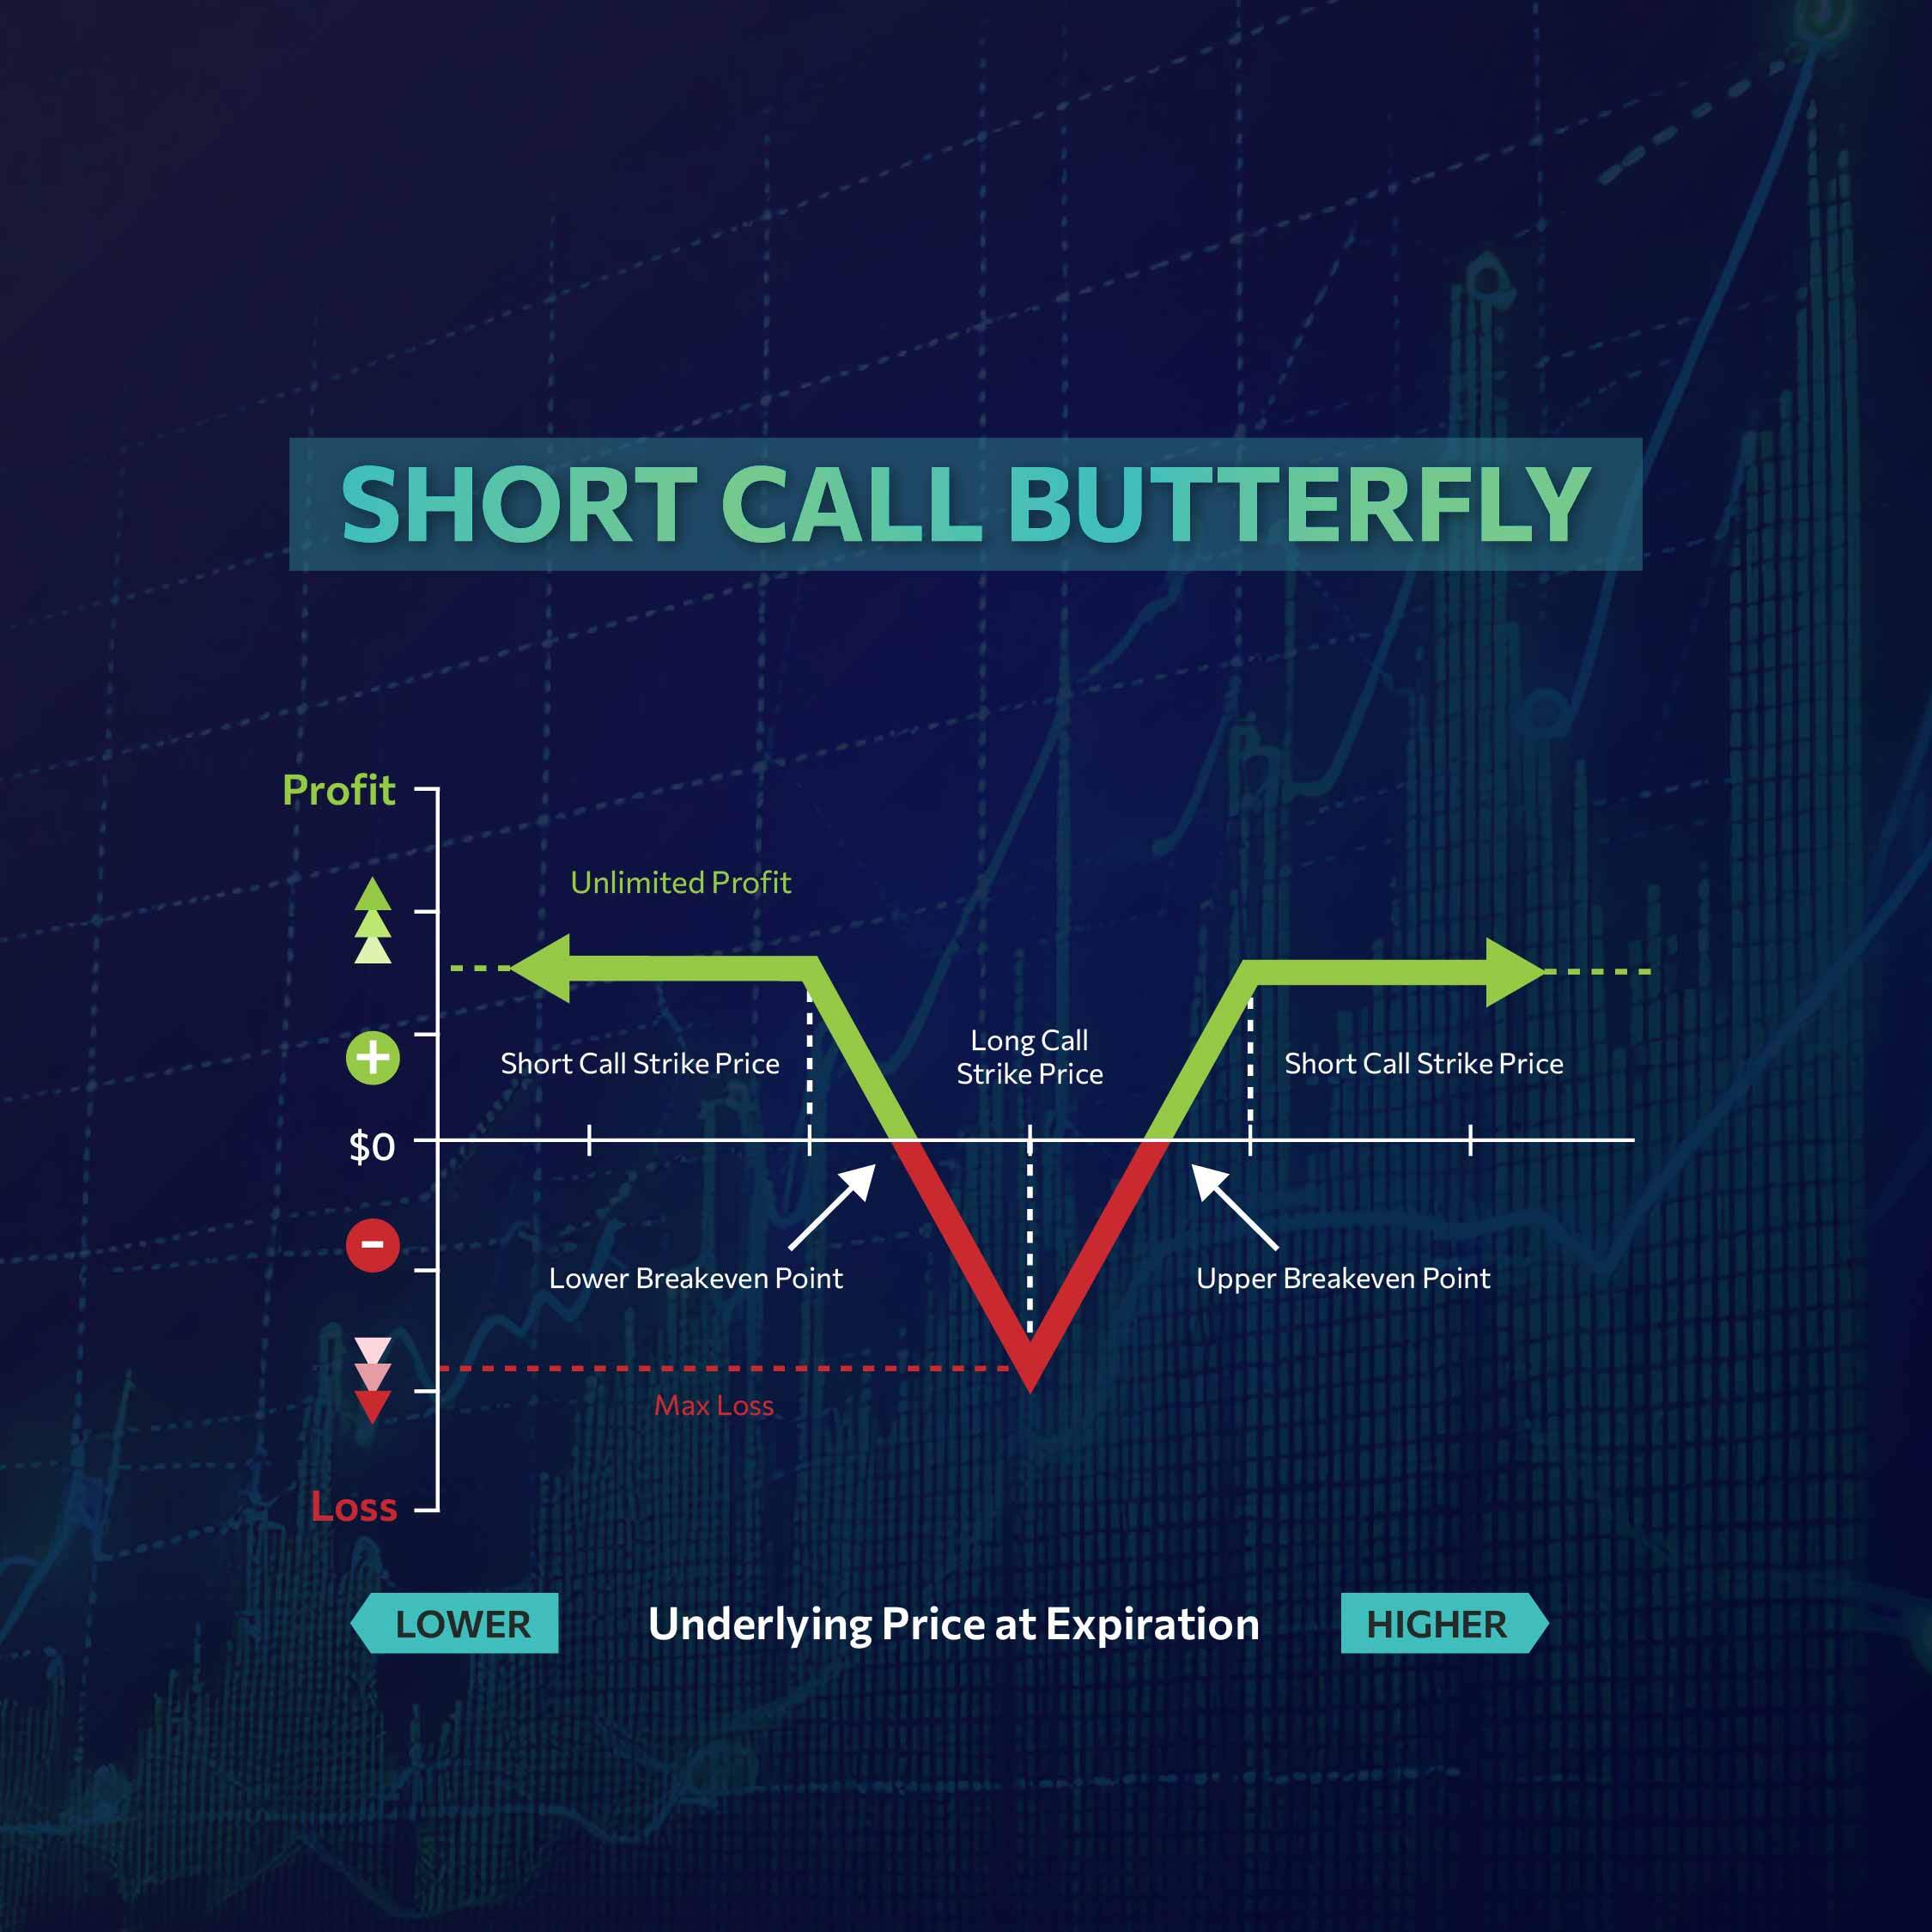 SHORT CALL BUTTERFLY
Profit
Unlimited Profit
Short Call Strike Price
Long Call
Strike Price
Short Call Strike Price
+
$0
-
Lower Breakeven Point
Upper Breakeven Point
Max Loss
Loss
LOWER
Underlying Price at Expiration
HIGHER